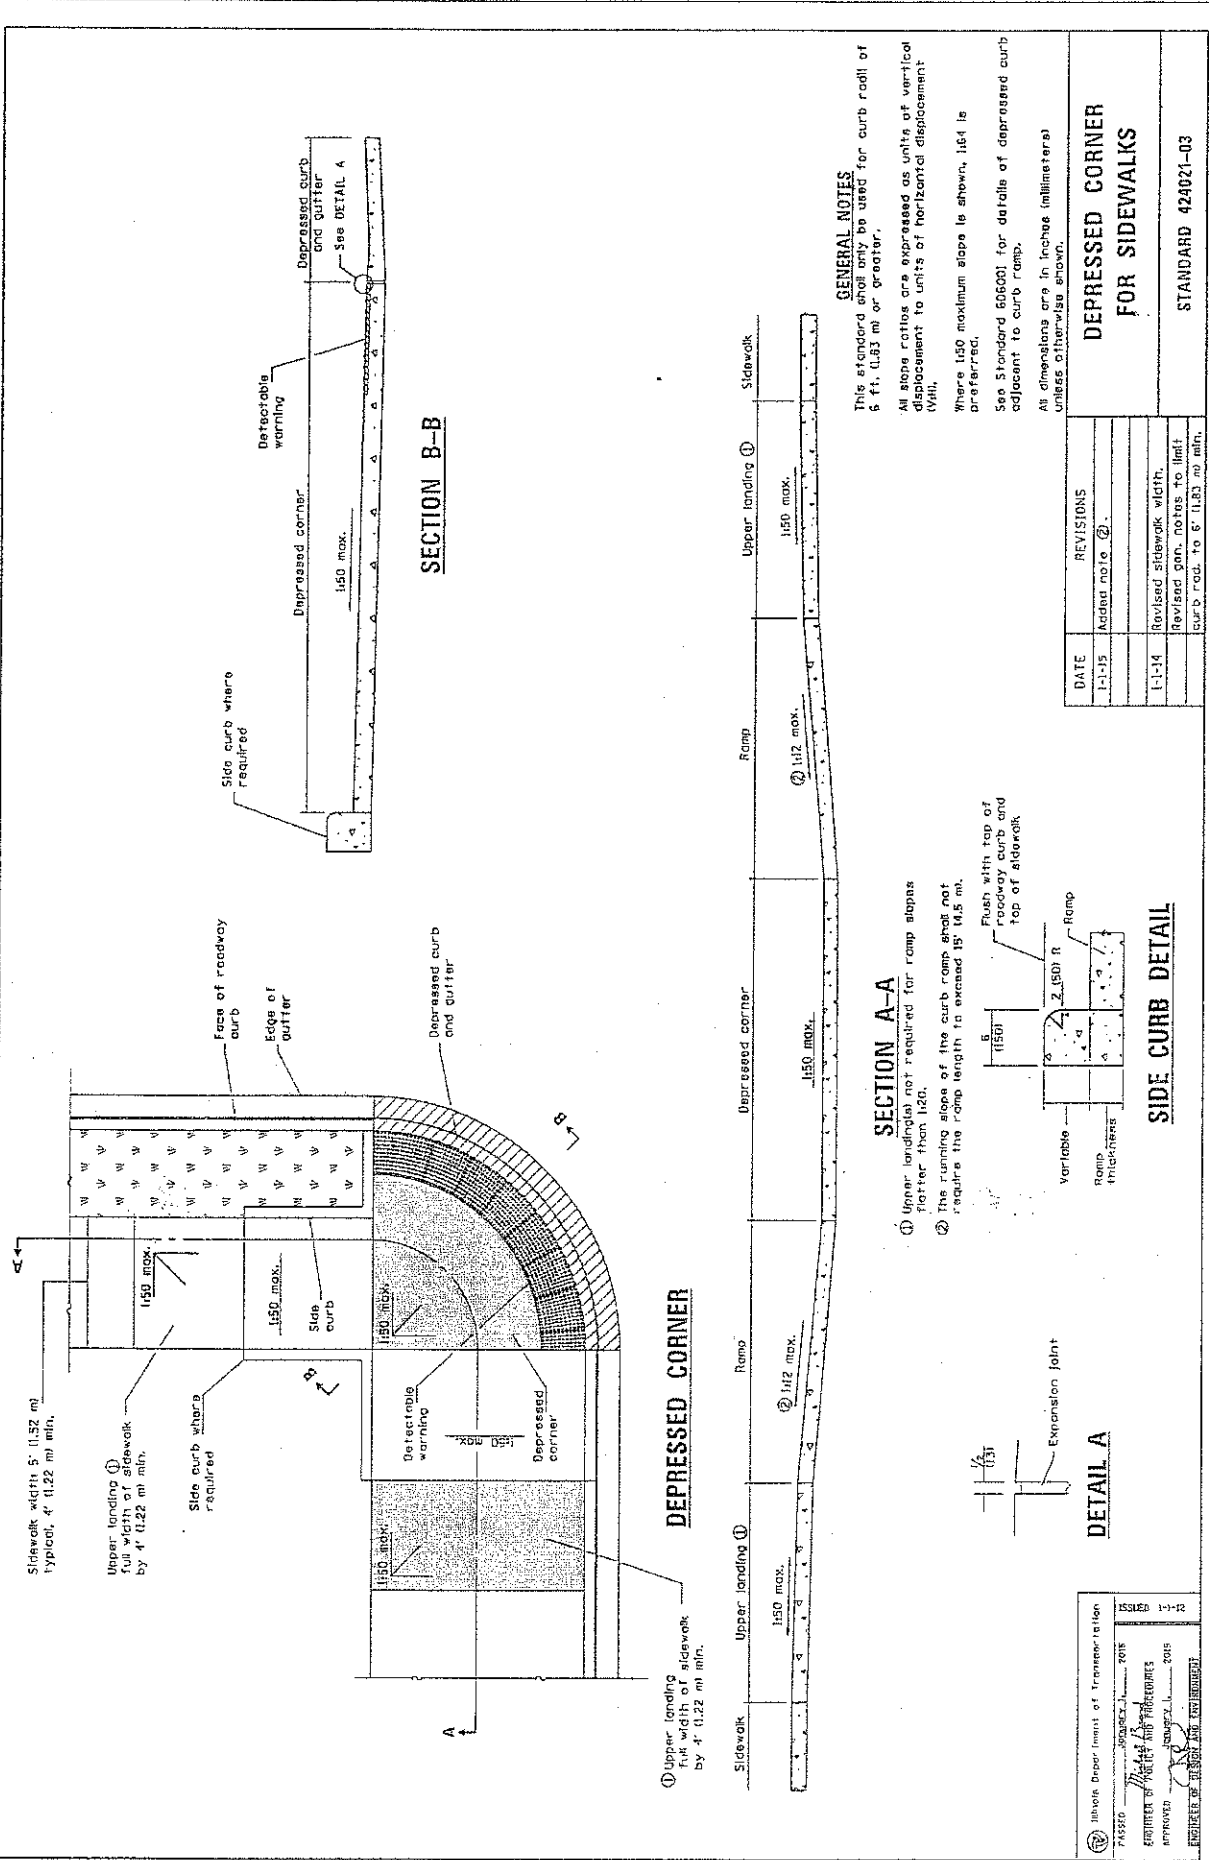 Sidewalk width 5' (1.52 m)
typical, 4' (1.22 m) min.
Upper landing ①
full width of sidewalk
by 4' (1.22 m) min.
Side curb where
required
A
1:50 max.
1:50 max.
Side
curb
B
1:50 max.
Face of roadway
curb
Edge of
gutter
Depressed curb
and gutter
B
Detectable
warning
1:50
max.
Depressed
corner
1:50 max.
A
① Upper landing
full width of sidewalk
by 4' (1.22 m) min.
DEPRESSED CORNER
Side curb where
required
Depressed corner
Detectable
warning
Depressed curb
and gutter
See DETAIL A
1:50 max.
SECTION B-B
Sidewalk
Upper landing ①
Ramp
Depressed corner
Ramp
Upper landing ①
Sidewalk
1:50 max.
② 1:12 max.
1:50 max.
② 1:12 max.
1:50 max.
SECTION A-A
① Upper landing(s) not required for ramp slopes
flatter than 1:20.
② The running slope of the curb ramp shall not
require the ramp length to exceed 15' (4.5 m).
1/2
(13)
Expansion joint
DETAIL A
6
(150)
2 (50) R
Flush with top of
roadway curb and
top of sidewalk
Ramp
Variable
Ramp
thickness
SIDE CURB DETAIL
GENERAL NOTES
This standard shall only be used for curb radii of
6 ft. (1.83 m) or greater.
All slope ratios are expressed as units of vertical
displacement to units of horizontal displacement
(V:H).
Where 1:50 maximum slope is shown, 1:64 is
preferred.
See Standard 606001 for details of depressed curb
adjacent to curb ramp.
All dimensions are in inches (millimeters)
unless otherwise shown.
Illinois Department of Transportation
PASSED January 1, 2015
ENGINEER OF POLICY AND PROCEDURES
APPROVED January 1, 2015
ENGINEER OF DESIGN AND ENVIRONMENT
ISSUED 1-1-12
DATE REVISIONS
1-1-15 Added note ②.
1-1-14 Revised sidewalk width.
Revised gen. notes to limit
curb rad. to 6' (1.83 m) min.
DEPRESSED CORNER
FOR SIDEWALKS
STANDARD 424021-03